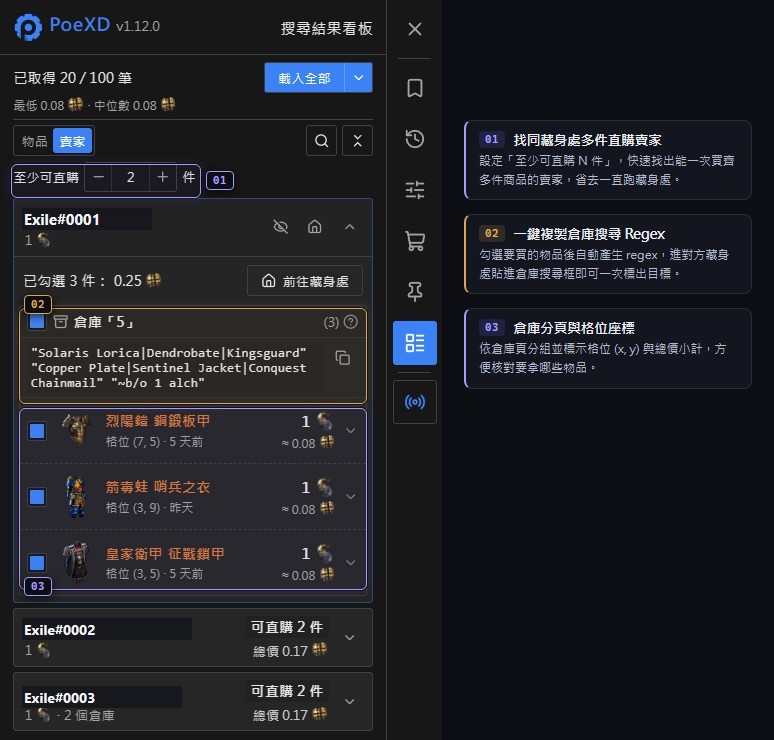 PoeXD v1.12.0
搜尋結果看板
已取得 20 / 100 筆
載入全部
最低 0.08 · 中位數 0.08
物品 賣家
至少可直購 − 2 + 件 01
Exile#0001
1
已勾選 3 件： 0.25
前往藏身處
02
倉庫「5」 (3)
"Solaris Lorica|Dendrobate|Kingsguard"
"Copper Plate|Sentinel Jacket|Conquest
Chainmail" "~b/o 1 alch"
烈陽鎧 銅鍛板甲 1
格位 (7, 5) · 5 天前 ≈ 0.08
箭毒蛙 哨兵之衣 1
格位 (3, 9) · 昨天 ≈ 0.08
皇家衛甲 征戰鎖甲 1
格位 (3, 5) · 5 天前 ≈ 0.08
03
Exile#0002 可直購 2 件
1 總價 0.17
Exile#0003 可直購 2 件
1 · 2 個倉庫 總價 0.17
01 找同藏身處多件直購賣家
設定「至少可直購 N 件」，快速找出能一次買齊
多件商品的賣家，省去一直跑藏身處。
02 一鍵複製倉庫搜尋 Regex
勾選要買的物品後自動產生 regex，進對方藏身
處貼進倉庫搜尋框即可一次標出目標。
03 倉庫分頁與格位座標
依倉庫頁分組並標示格位 (x, y) 與總價小計，方
便核對要拿哪些物品。